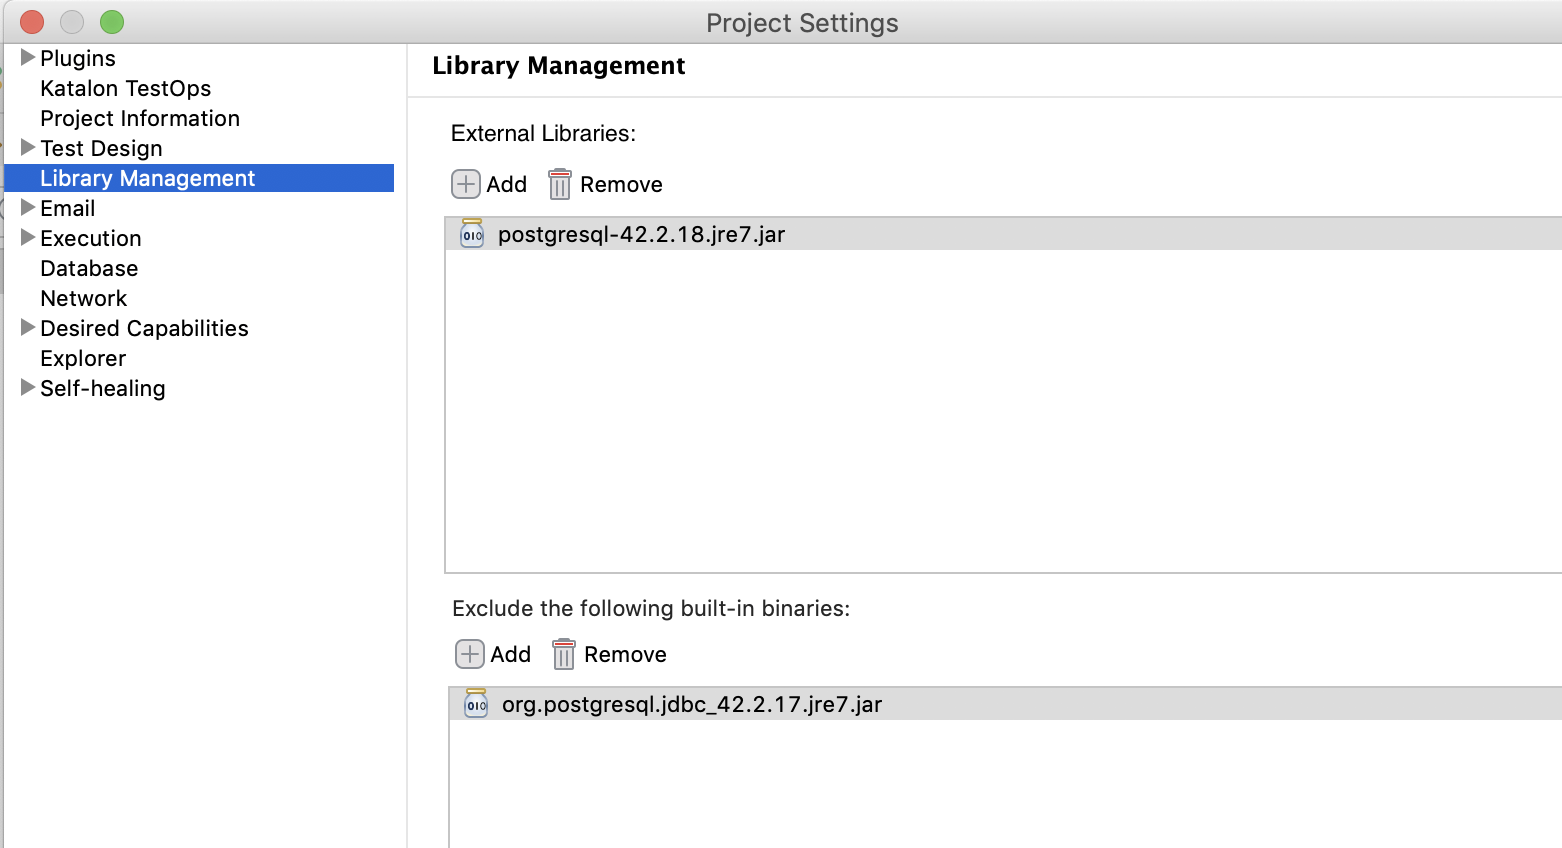 Project Settings
Plugins
Katalon TestOps
Project Information
Test Design
Library Management
Email
Execution
Database
Network
Desired Capabilities
Explorer
Self-healing
Library Management
External Libraries:
Add Remove
010 postgresql-42.2.18.jre7.jar
Exclude the following built-in binaries:
Add Remove
010 org.postgresql.jdbc_42.2.17.jre7.jar